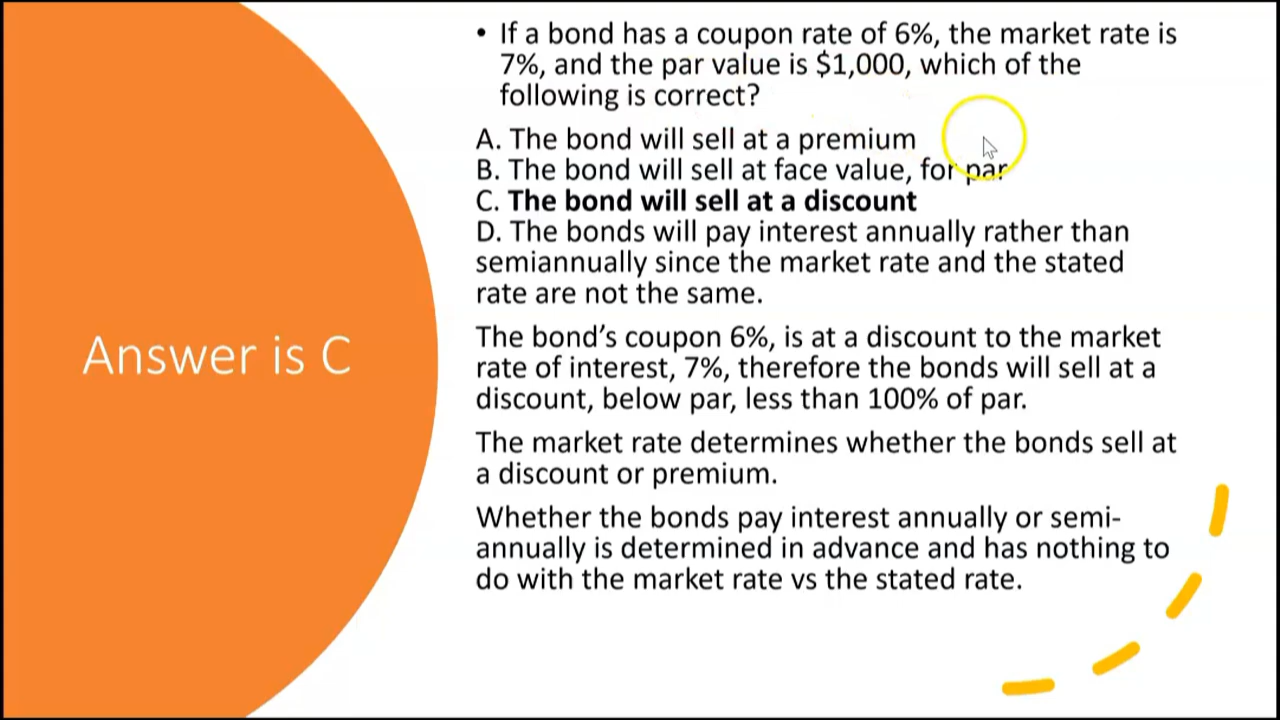 • If a bond has a coupon rate of 6%, the market rate is
7%, and the par value is $1,000, which of the
following is correct?
A. The bond will sell at a premium
B. The bond will sell at face value, for par
C. The bond will sell at a discount
D. The bonds will pay interest annually rather than
semiannually since the market rate and the stated
rate are not the same.
Answer is C
The bond’s coupon 6%, is at a discount to the market
rate of interest, 7%, therefore the bonds will sell at a
discount, below par, less than 100% of par.
The market rate determines whether the bonds sell at
a discount or premium.
Whether the bonds pay interest annually or semi-
annually is determined in advance and has nothing to
do with the market rate vs the stated rate.